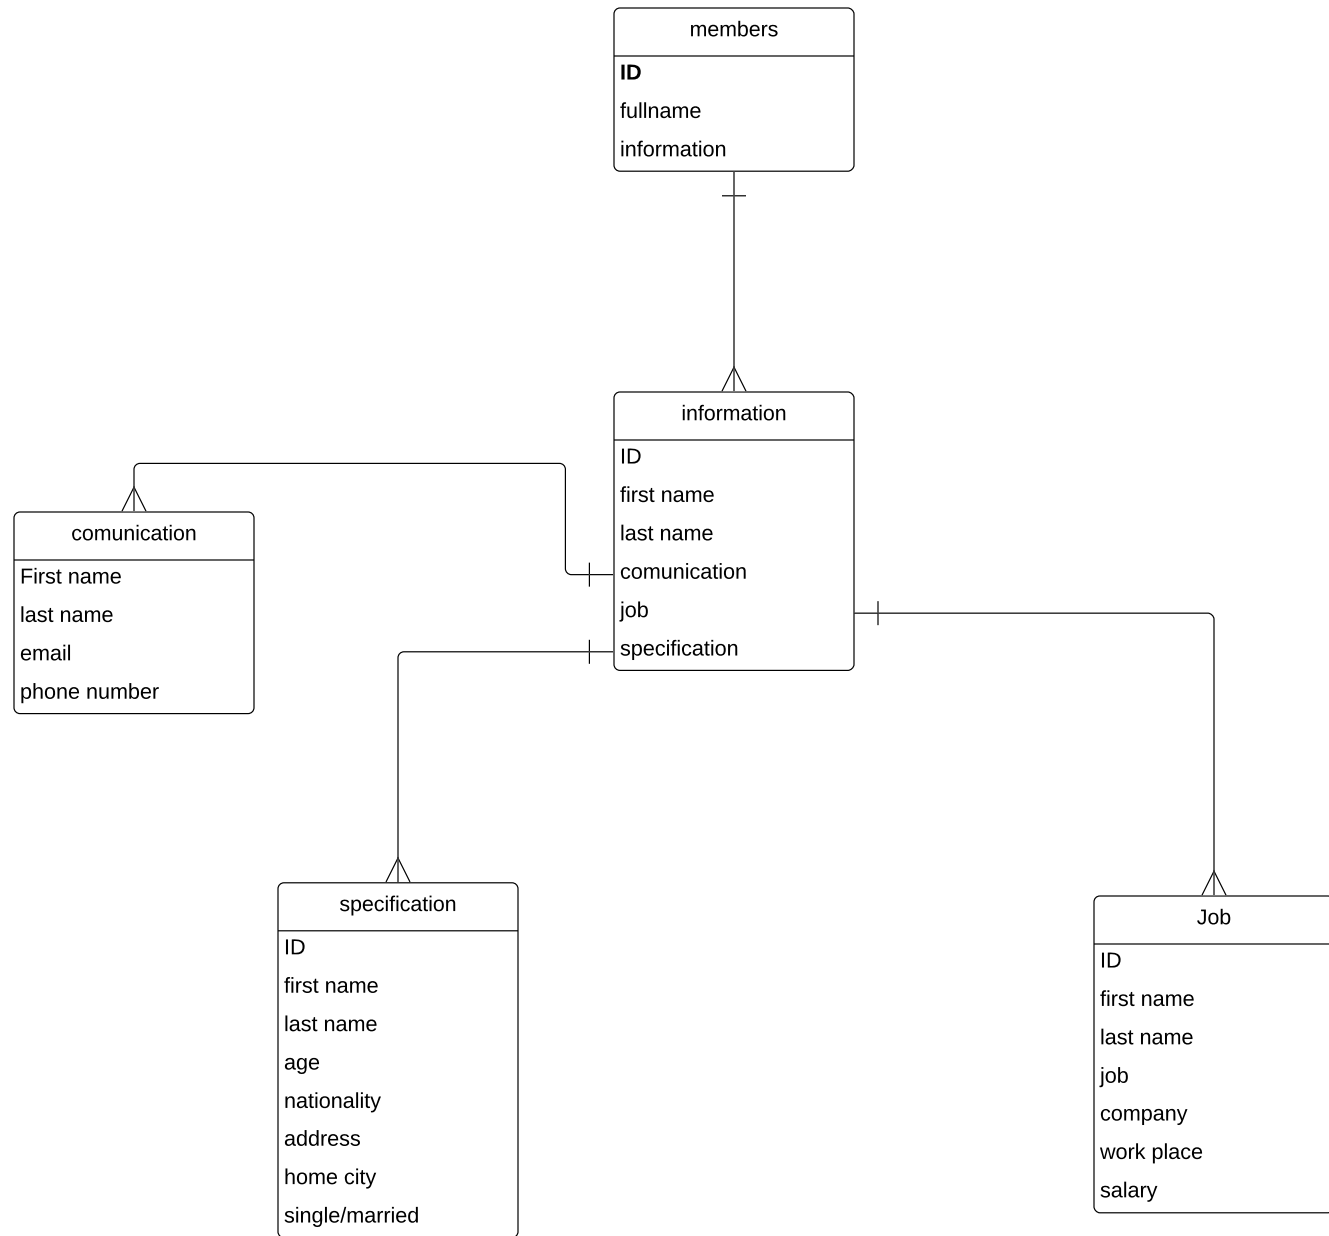 members
ID
fullname
information
information
ID
first name
last name
comunication
job
specification
comunication
First name
last name
email
phone number
specification
ID
first name
last name
age
nationality
address
home city
single/married
Job
ID
first name
last name
job
company
work place
salary